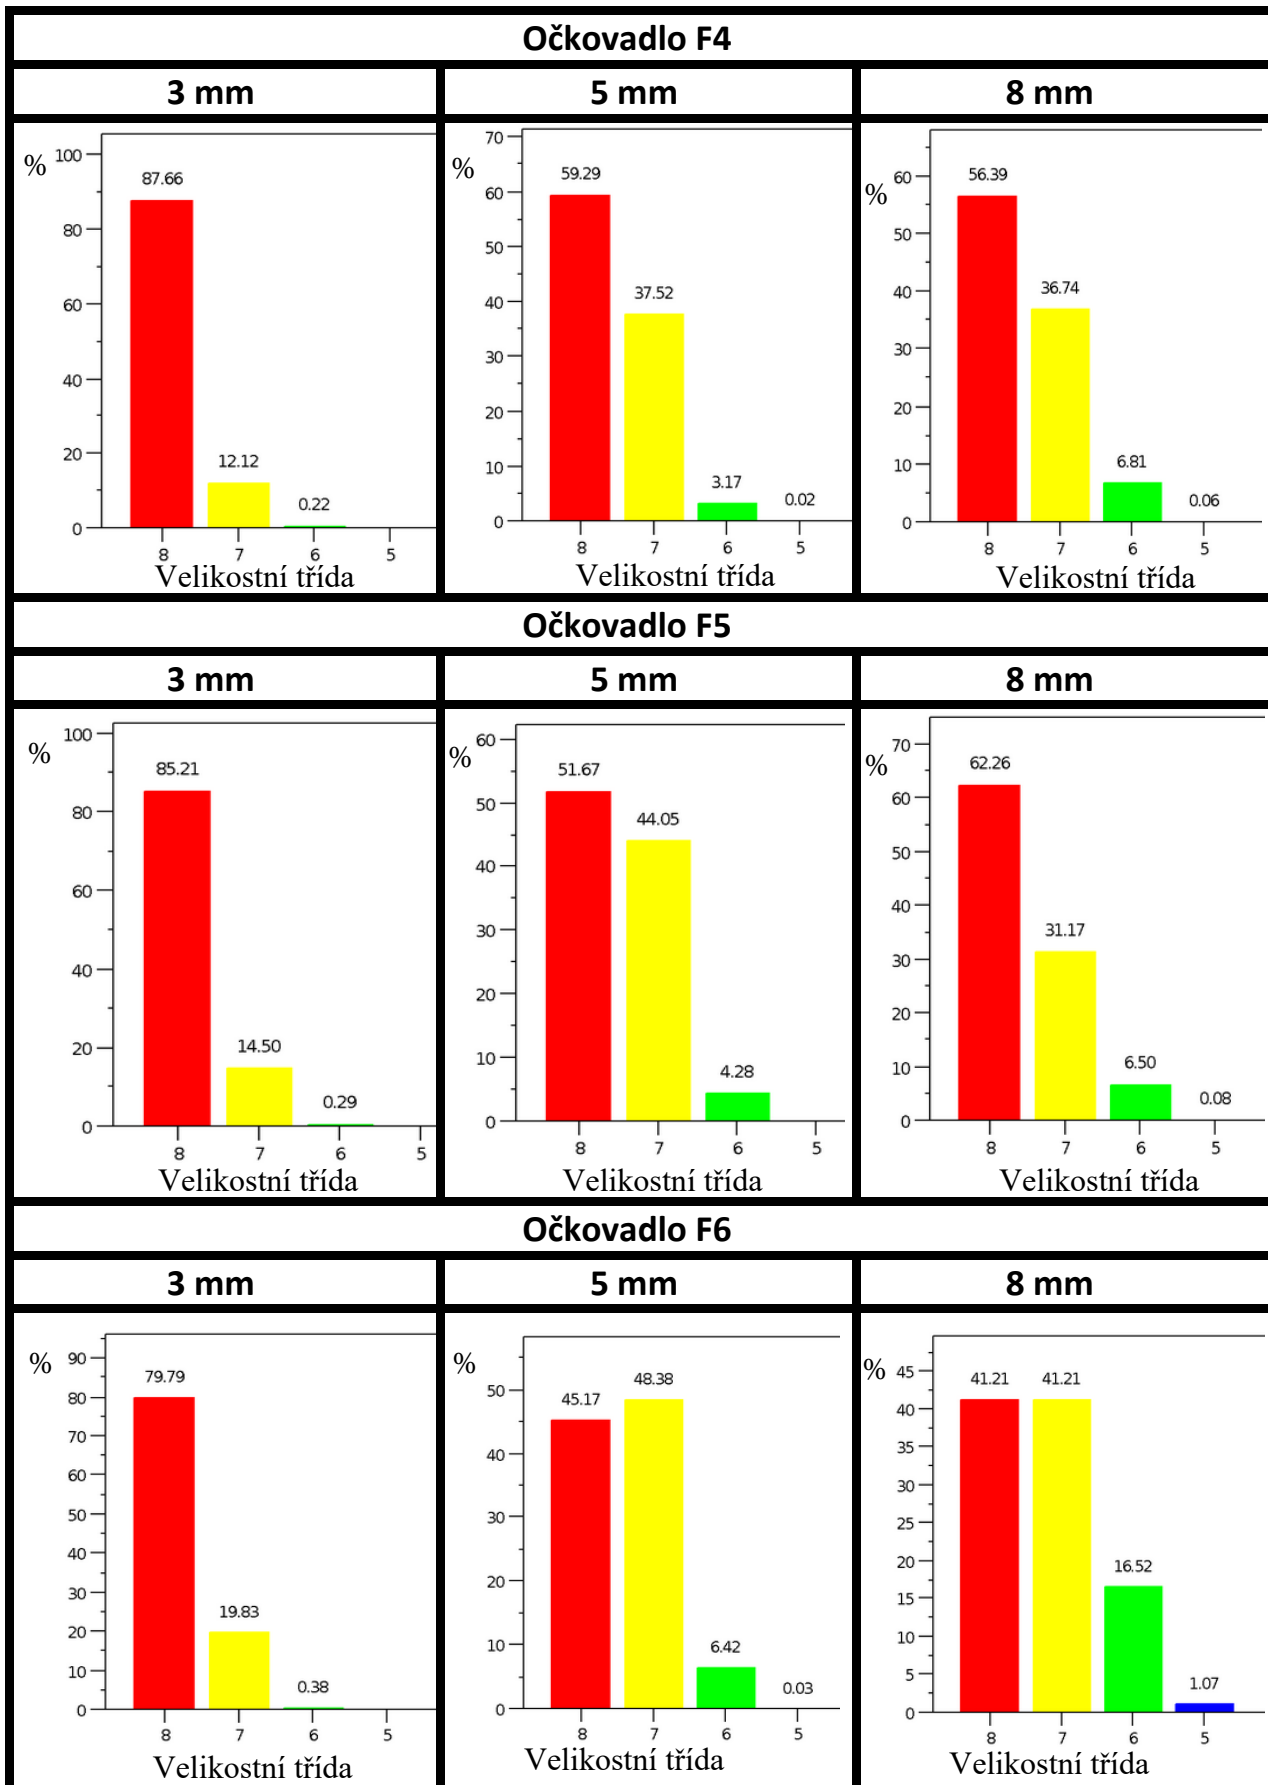 Očkovadlo F4
3 mm 5 mm 8 mm
% 100 80 60 40 20 0
87.66 12.12 0.22
8 7 6 5
Velikostní třída
% 70 60 50 40 30 20 10 0
59.29 37.52 3.17 0.02
8 7 6 5
Velikostní třída
% 60 50 40 30 20 10 0
56.39 36.74 6.81 0.06
8 7 6 5
Velikostní třída
Očkovadlo F5
3 mm 5 mm 8 mm
% 100 80 60 40 20 0
85.21 14.50 0.29
8 7 6 5
Velikostní třída
% 60 50 40 30 20 10 0
51.67 44.05 4.28
8 7 6 5
Velikostní třída
% 70 60 50 40 30 20 10 0
62.26 31.17 6.50 0.08
8 7 6 5
Velikostní třída
Očkovadlo F6
3 mm 5 mm 8 mm
% 90 80 70 60 50 40 30 20 10 0
79.79 19.83 0.38
8 7 6 5
Velikostní třída
% 50 40 30 20 10 0
45.17 48.38 6.42 0.03
8 7 6 5
Velikostní třída
% 45 40 35 30 25 20 15 10 5 0
41.21 41.21 16.52 1.07
8 7 6 5
Velikostní třída